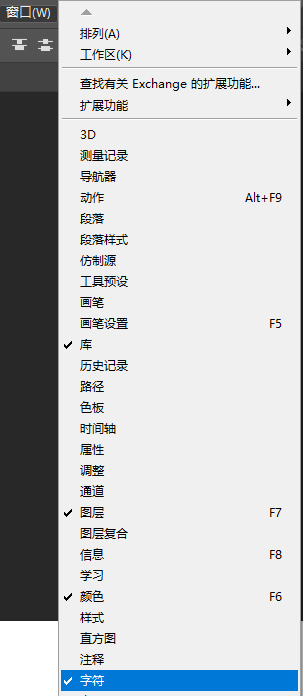 窗口(W)
排列(A)
工作区(K)
查找有关 Exchange 的扩展功能...
扩展功能
3D
测量记录
导航器
动作 Alt+F9
段落
段落样式
仿制源
工具预设
画笔
画笔设置 F5
库
历史记录
路径
色板
时间轴
属性
调整
通道
图层 F7
图层复合
信息 F8
学习
颜色 F6
样式
直方图
注释
字符